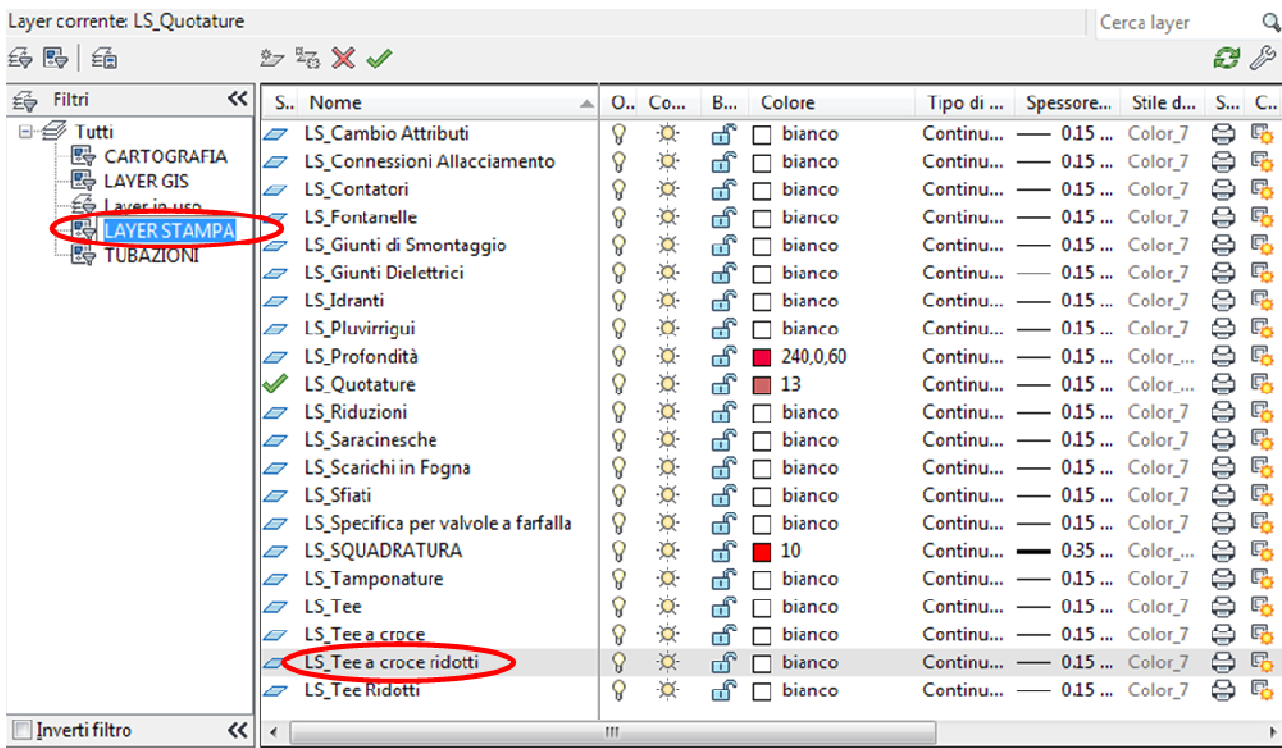 Layer corrente: LS_Quotature
Cerca layer
Filtri
Tutti
CARTOGRAFIA
LAYER GIS
Layer in uso
LAYER STAMPA
TUBAZIONI
S.. Nome O.. Co... B... Colore Tipo di ... Spessore... Stile d... S... C..
LS_Cambio Attributi bianco Continu... 0.15 ... Color_7
LS_Connessioni Allacciamento bianco Continu... 0.15 ... Color_7
LS_Contatori bianco Continu... 0.15 ... Color_7
LS_Fontanelle bianco Continu... 0.15 ... Color_7
LS_Giunti di Smontaggio bianco Continu... 0.15 ... Color_7
LS_Giunti Dielettrici bianco Continu... 0.15 ... Color_7
LS_Idranti bianco Continu... 0.15 ... Color_7
LS_Pluvirrigui bianco Continu... 0.15 ... Color_7
LS_Profondità 240,0,60 Continu... 0.15 ... Color_...
LS_Quotature 13 Continu... 0.15 ... Color_...
LS_Riduzioni bianco Continu... 0.15 ... Color_7
LS_Saracinesche bianco Continu... 0.15 ... Color_7
LS_Scarichi in Fogna bianco Continu... 0.15 ... Color_7
LS_Sfiati bianco Continu... 0.15 ... Color_7
LS_Specifica per valvole a farfalla bianco Continu... 0.15 ... Color_7
LS_SQUADRATURA 10 Continu... 0.35 ... Color_...
LS_Tamponature bianco Continu... 0.15 ... Color_7
LS_Tee bianco Continu... 0.15 ... Color_7
LS_Tee a croce bianco Continu... 0.15 ... Color_7
LS_Tee a croce ridotti bianco Continu... 0.15 ... Color_7
LS_Tee Ridotti bianco Continu... 0.15 ... Color_7
Inverti filtro